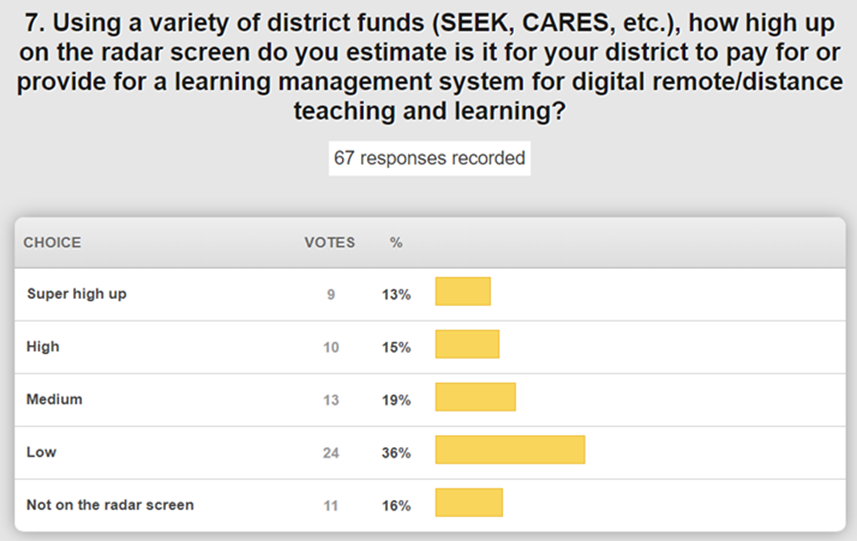 7. Using a variety of district funds (SEEK, CARES, etc.), how high up
on the radar screen do you estimate is it for your district to pay for or
provide for a learning management system for digital remote/distance
teaching and learning?
67 responses recorded
CHOICE VOTES %
Super high up 9 13%
High 10 15%
Medium 13 19%
Low 24 36%
Not on the radar screen 11 16%